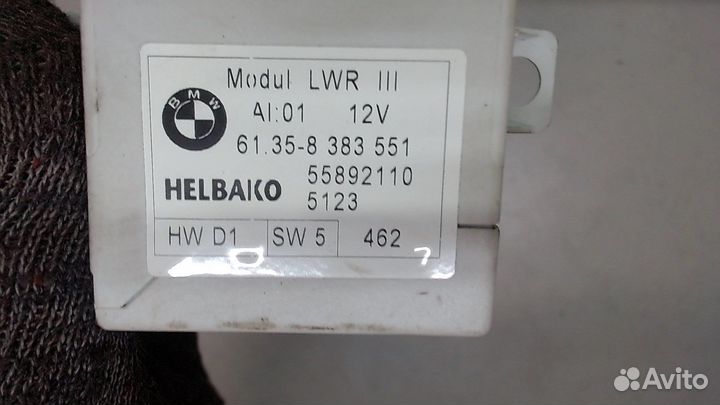 BMW
Modul LWR III
AI:01 12V
61.35-8 383 551
HELBAKO 55892110
5123
HW D1 SW 5 462
Avito